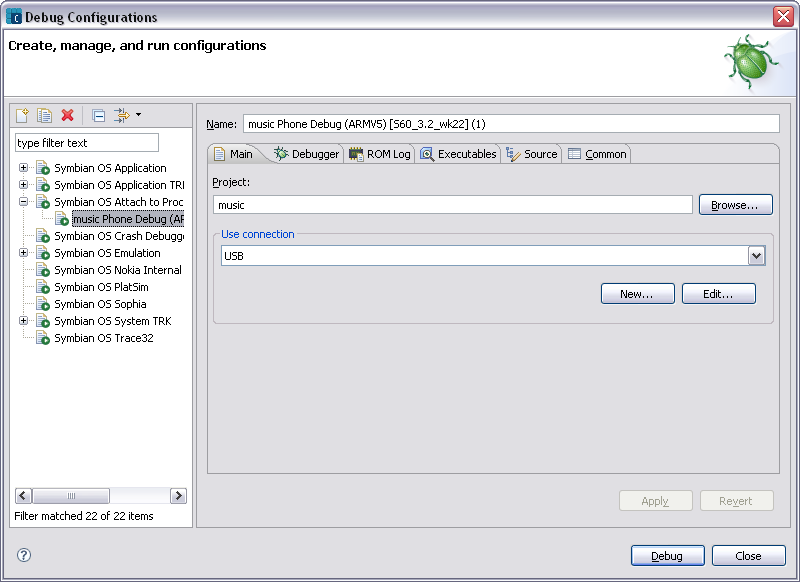 Debug Configurations
Create, manage, and run configurations
type filter text
Symbian OS Application
Symbian OS Application TRI
Symbian OS Attach to Proc
music Phone Debug (AR
Symbian OS Crash Debugge
Symbian OS Emulation
Symbian OS Nokia Internal
Symbian OS PlatSim
Symbian OS Sophia
Symbian OS System TRK
Symbian OS Trace32
Filter matched 22 of 22 items
Name: music Phone Debug (ARMV5) [S60_3.2_wk22] (1)
Main Debugger ROM Log Executables Source Common
Project:
music Browse...
Use connection
USB
New... Edit...
Apply Revert
? Debug Close